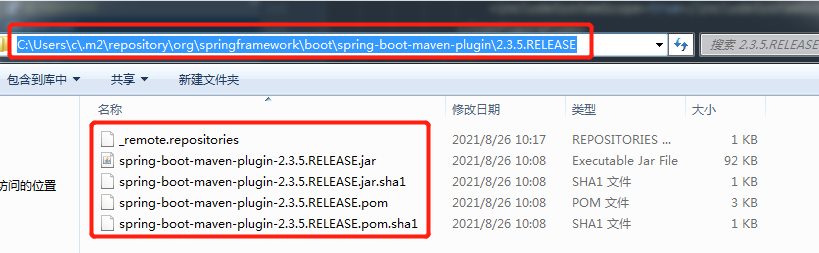 C:\Users\c\.m2\repository\org\springframework\boot\spring-boot-maven-plugin\2.3.5.RELEASE
搜索 2.3.5.RELEASE
包含到库中 共享 新建文件夹
名称 修改日期 类型 大小
_remote.repositories 2021/8/26 10:17 REPOSITORIES ... 1 KB
spring-boot-maven-plugin-2.3.5.RELEASE.jar 2021/8/26 10:08 Executable Jar File 92 KB
spring-boot-maven-plugin-2.3.5.RELEASE.jar.sha1 2021/8/26 10:08 SHA1 文件 1 KB
spring-boot-maven-plugin-2.3.5.RELEASE.pom 2021/8/26 10:08 POM 文件 3 KB
spring-boot-maven-plugin-2.3.5.RELEASE.pom.sha1 2021/8/26 10:08 SHA1 文件 1 KB
访问的位置